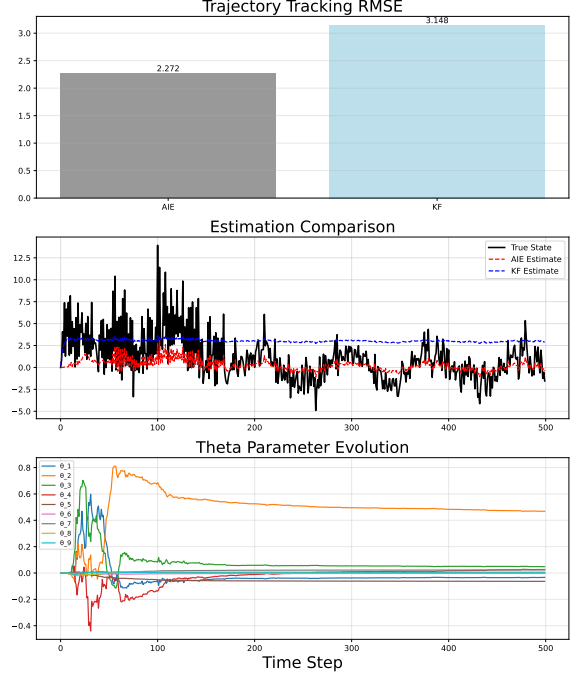 Trajectory Tracking RMSE
3.0
2.5
2.0
1.5
1.0
0.5
0.0
2.272
3.148
AIE
KF
Estimation Comparison
12.5
10.0
7.5
5.0
2.5
0.0
−2.5
−5.0
True State
AIE Estimate
KF Estimate
0
100
200
300
400
500
Theta Parameter Evolution
0.8
0.6
0.4
0.2
0.0
−0.2
−0.4
θ_1
θ_2
θ_3
θ_4
θ_5
θ_6
θ_7
θ_8
θ_9
0
100
200
300
400
500
Time Step